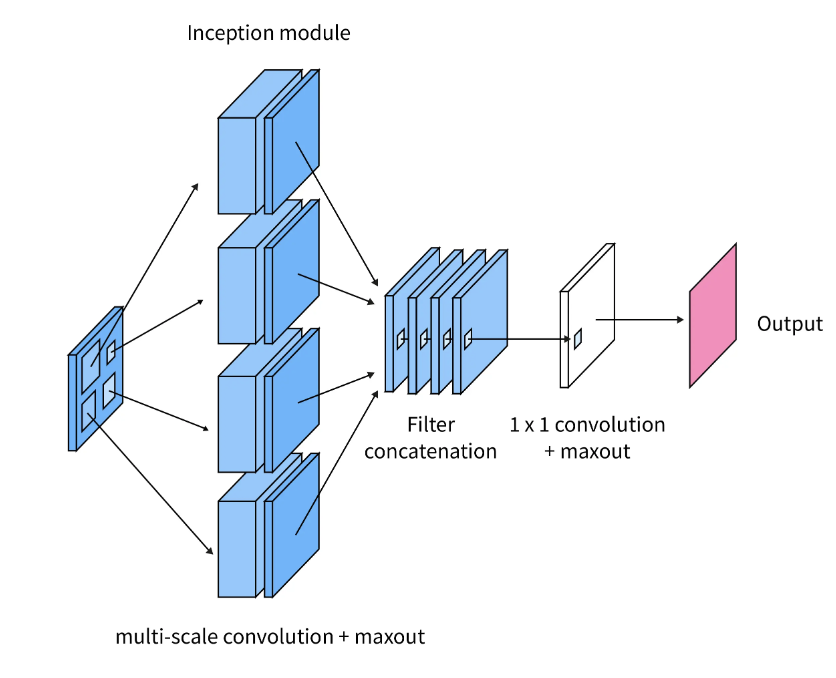 Inception module
Output
Filter
concatenation
1 x 1 convolution
+ maxout
multi-scale convolution + maxout